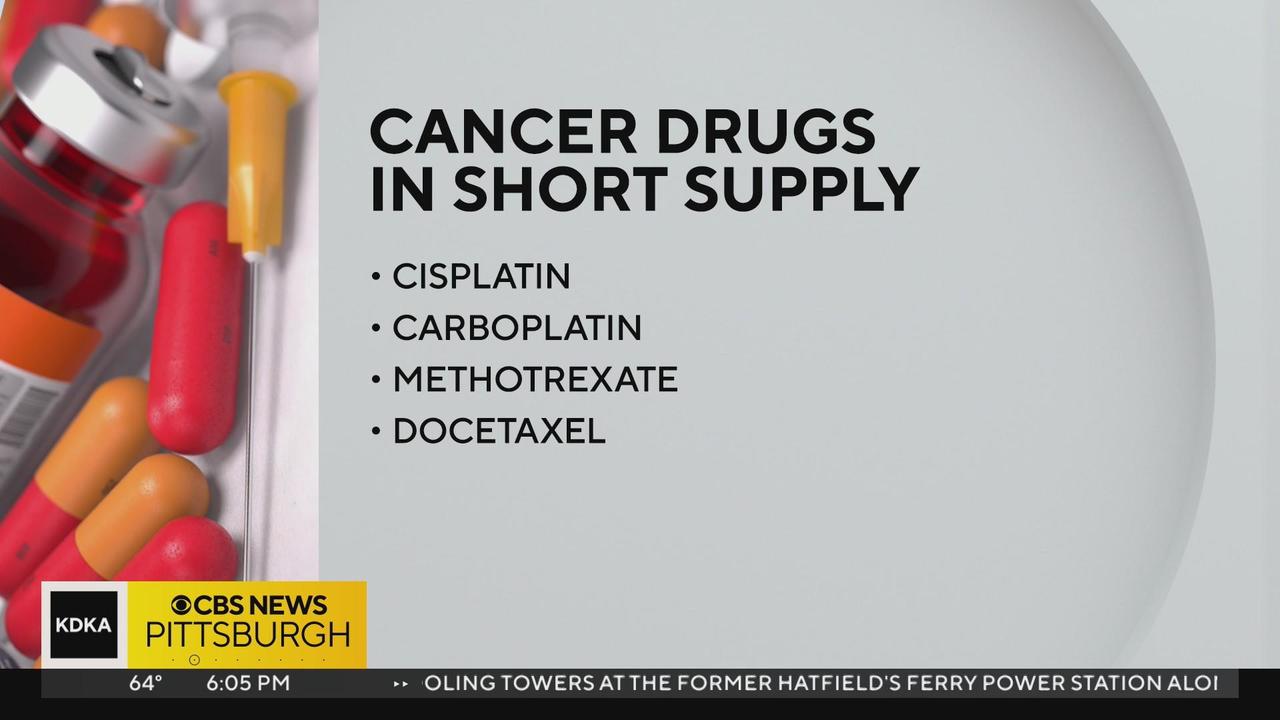 CANCER DRUGS
IN SHORT SUPPLY
• CISPLATIN
• CARBOPLATIN
• METHOTREXATE
• DOCETAXEL
KDKA
CBS NEWS
PITTSBURGH
64° 6:05 PM OLING TOWERS AT THE FORMER HATFIELD'S FERRY POWER STATION